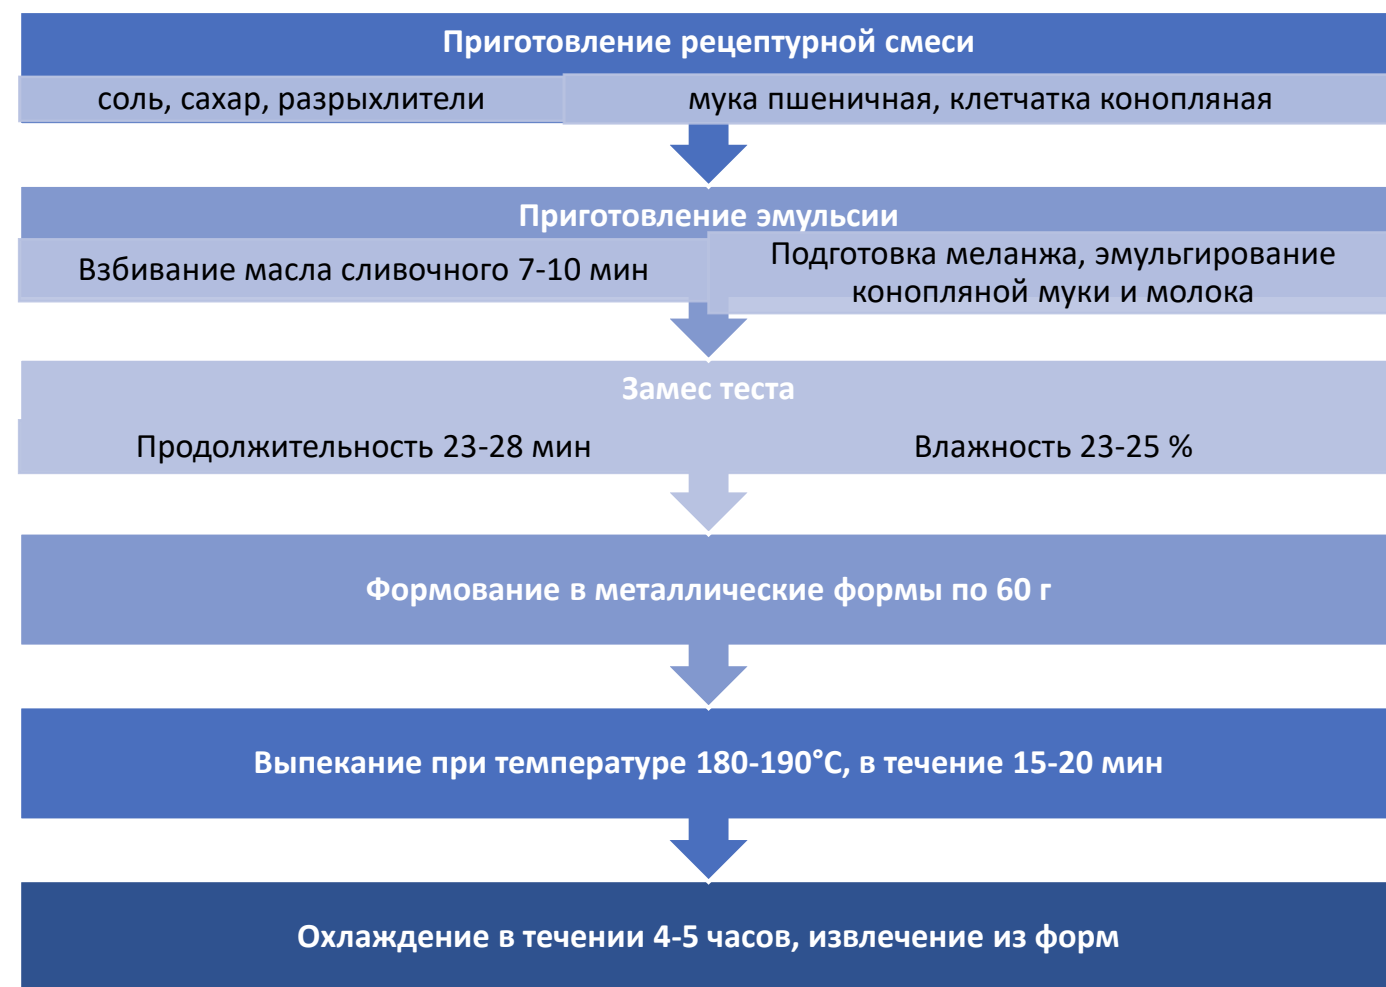 Приготовление рецептурной смеси
соль, сахар, разрыхлители
мука пшеничная, клетчатка конопляная
Приготовление эмульсии
Взбивание масла сливочного 7-10 мин
Подготовка меланжа, эмульгирование
конопляной муки и молока
Замес теста
Продолжительность 23-28 мин
Влажность 23-25 %
Формование в металлические формы по 60 г
Выпекание при температуре 180-190°С, в течение 15-20 мин
Охлаждение в течении 4-5 часов, извлечение из форм